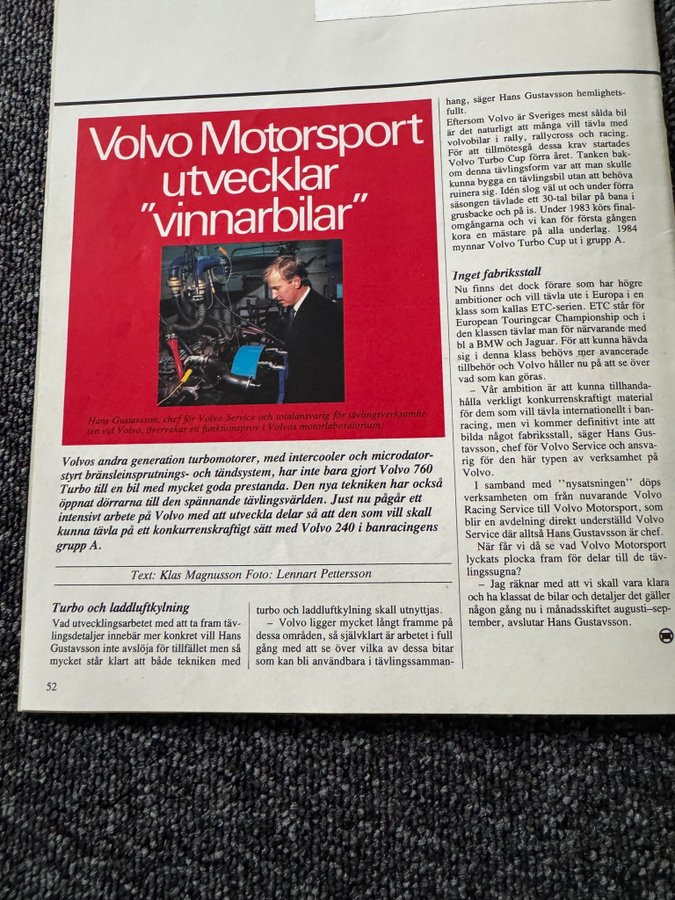 Volvo Motorsport
utvecklar
"vinnarbilar"
Hans Gustavsson, chef för Volvo Service och totalansvarig för tävlingsverksamhe-
ten vid Volvo, övervakar ett funktionsprov i Volvos motorlaboratorium.
Volvos andra generation turbomotorer, med intercooler och microdator-
styrt bränsleinsprutnings- och tändsystem, har inte bara gjort Volvo 760
Turbo till en bil med mycket goda prestanda. Den nya tekniken har också
öppnat dörrarna till den spännande tävlingsvärlden. Just nu pågår ett
intensivt arbete på Volvo med att utveckla delar så att den som vill skall
kunna tävla på ett konkurrenskraftigt sätt med Volvo 240 i banracingens
grupp A.
Text: Klas Magnusson Foto: Lennart Pettersson
Turbo och laddluftkylning
Vad utvecklingsarbetet med att ta fram täv-
lingsdetaljer innebär mer konkret vill Hans
Gustavsson inte avslöja för tillfället men så
mycket står klart att både tekniken med
turbo och laddluftkylning skall utnyttjas.
– Volvo ligger mycket långt framme på
dessa områden, så självklart är arbetet i full
gång med att se över vilka av dessa bitar
som kan bli användbara i tävlingssamman-
hang, säger Hans Gustavsson hemlighets-
fullt.
Eftersom Volvo är Sveriges mest sålda bil
är det naturligt att många vill tävla med
volvobilar i rally, rallycross och racing.
För att tillmötesgå dessa krav startades
Volvo Turbo Cup förra året. Tanken bak-
om denna tävlingsform var att man skulle
kunna bygga en tävlingsbil utan att behöva
ruinera sig. Idén slog väl ut och under förra
säsongen tävlade ett 30-tal bilar på bana i
grusbacke och på is. Under 1983 körs final-
omgångarna och vi kan för första gången
kora en mästare på alla underlag. 1984
mynnar Volvo Turbo Cup ut i grupp A.
Inget fabriksstall
Nu finns det dock förare som har högre
ambitioner och vill tävla ute i Europa i en
klass som kallas ETC-serien. ETC står för
European Touringcar Championship och i
den klassen tävlar man för närvarande med
bl a BMW och Jaguar. För att kunna hävda
sig i denna klass behövs mer avancerade
tillbehör och Volvo håller nu på att se över
vad som kan göras.
– Vår ambition är att kunna tillhanda-
hålla verkligt konkurrenskraftigt material
för dem som vill tävla internationellt i ban-
racing, men vi kommer definitivt inte att
bilda något fabriksstall, säger Hans Gus-
tavsson, chef för Volvo Service och ansva-
rig för den här typen av verksamhet på
Volvo.
I samband med "nysatsningen" döps
verksamheten om från nuvarande Volvo
Racing Service till Volvo Motorsport, som
blir en avdelning direkt underställd Volvo
Service där alltså Hans Gustavsson är chef.
När får vi då se vad Volvo Motorsport
lyckats plocka fram för delar till de täv-
lingssugna?
– Jag räknar med att vi skall vara klara
och ha klassat de bilar och detaljer det gäller
någon gång nu i månadsskiftet augusti–sep-
tember, avslutar Hans Gustavsson.
52